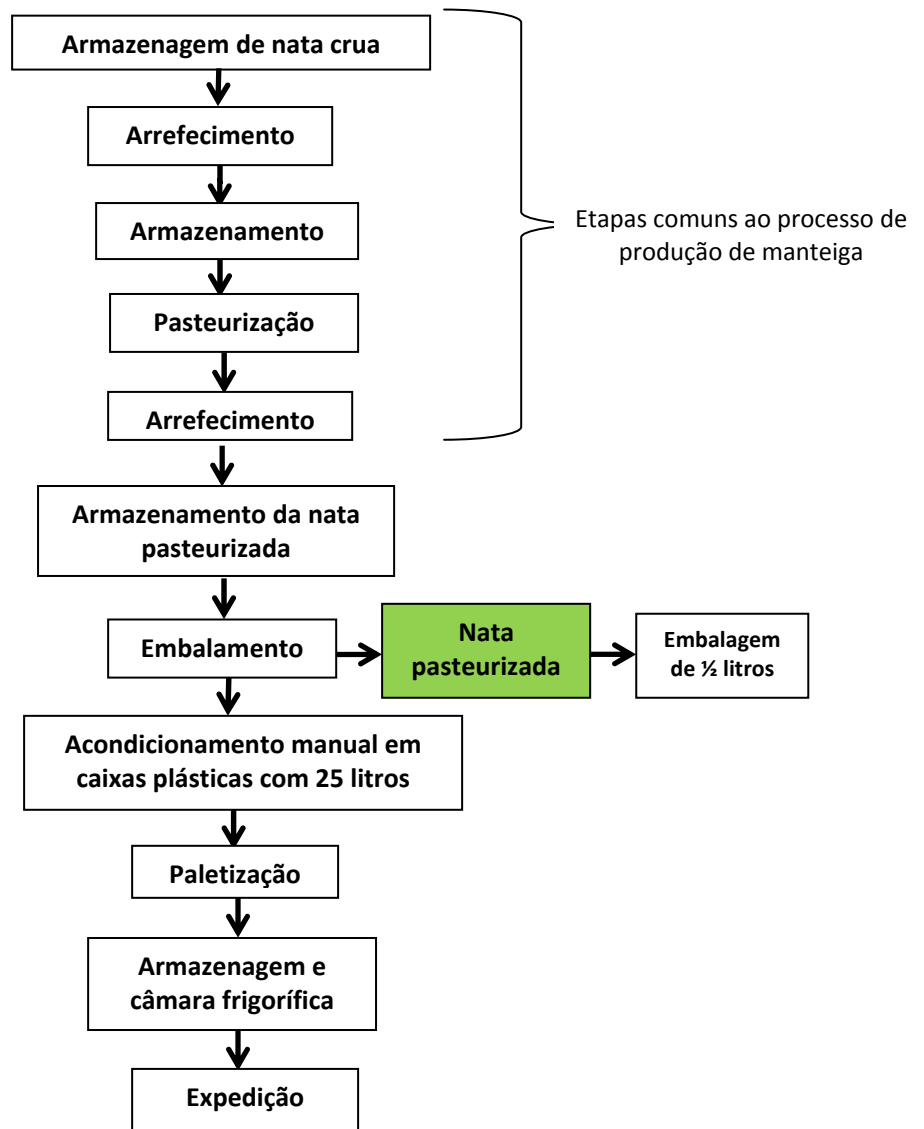 Armazenagem de nata crua
Arrefecimento
Armazenamento
Etapas comuns ao processo de
produção de manteiga
Pasteurização
Arrefecimento
Armazenamento da nata
pasteurizada
Embalamento
Nata
pasteurizada
Embalagem
de ½ litros
Acondicionamento manual em
caixas plásticas com 25 litros
Paletização
Armazenagem e
câmara frigorífica
Expedição